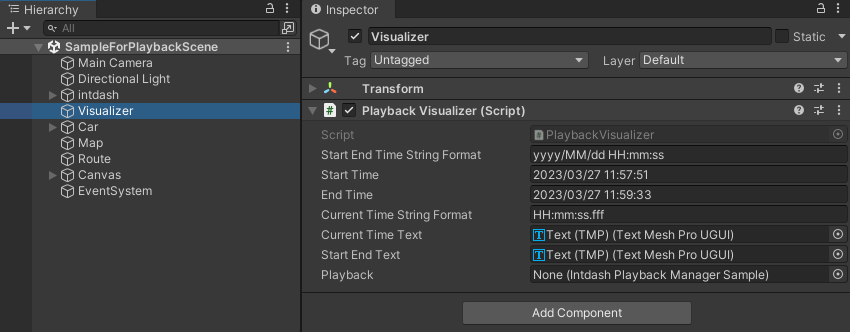 Hierarchy
All
SampleForPlaybackScene
Main Camera
Directional Light
intdash
Visualizer
Car
Map
Route
Canvas
EventSystem
Inspector
Visualizer
Static
Tag Untagged Layer Default
Transform
Playback Visualizer (Script)
Script PlaybackVisualizer
Start End Time String Format yyyy/MM/dd HH:mm:ss
Start Time 2023/03/27 11:57:51
End Time 2023/03/27 11:59:33
Current Time String Format HH:mm:ss.fff
Current Time Text Text (TMP) (Text Mesh Pro UGUI)
Start End Text Text (TMP) (Text Mesh Pro UGUI)
Playback None (Intdash Playback Manager Sample)
Add Component